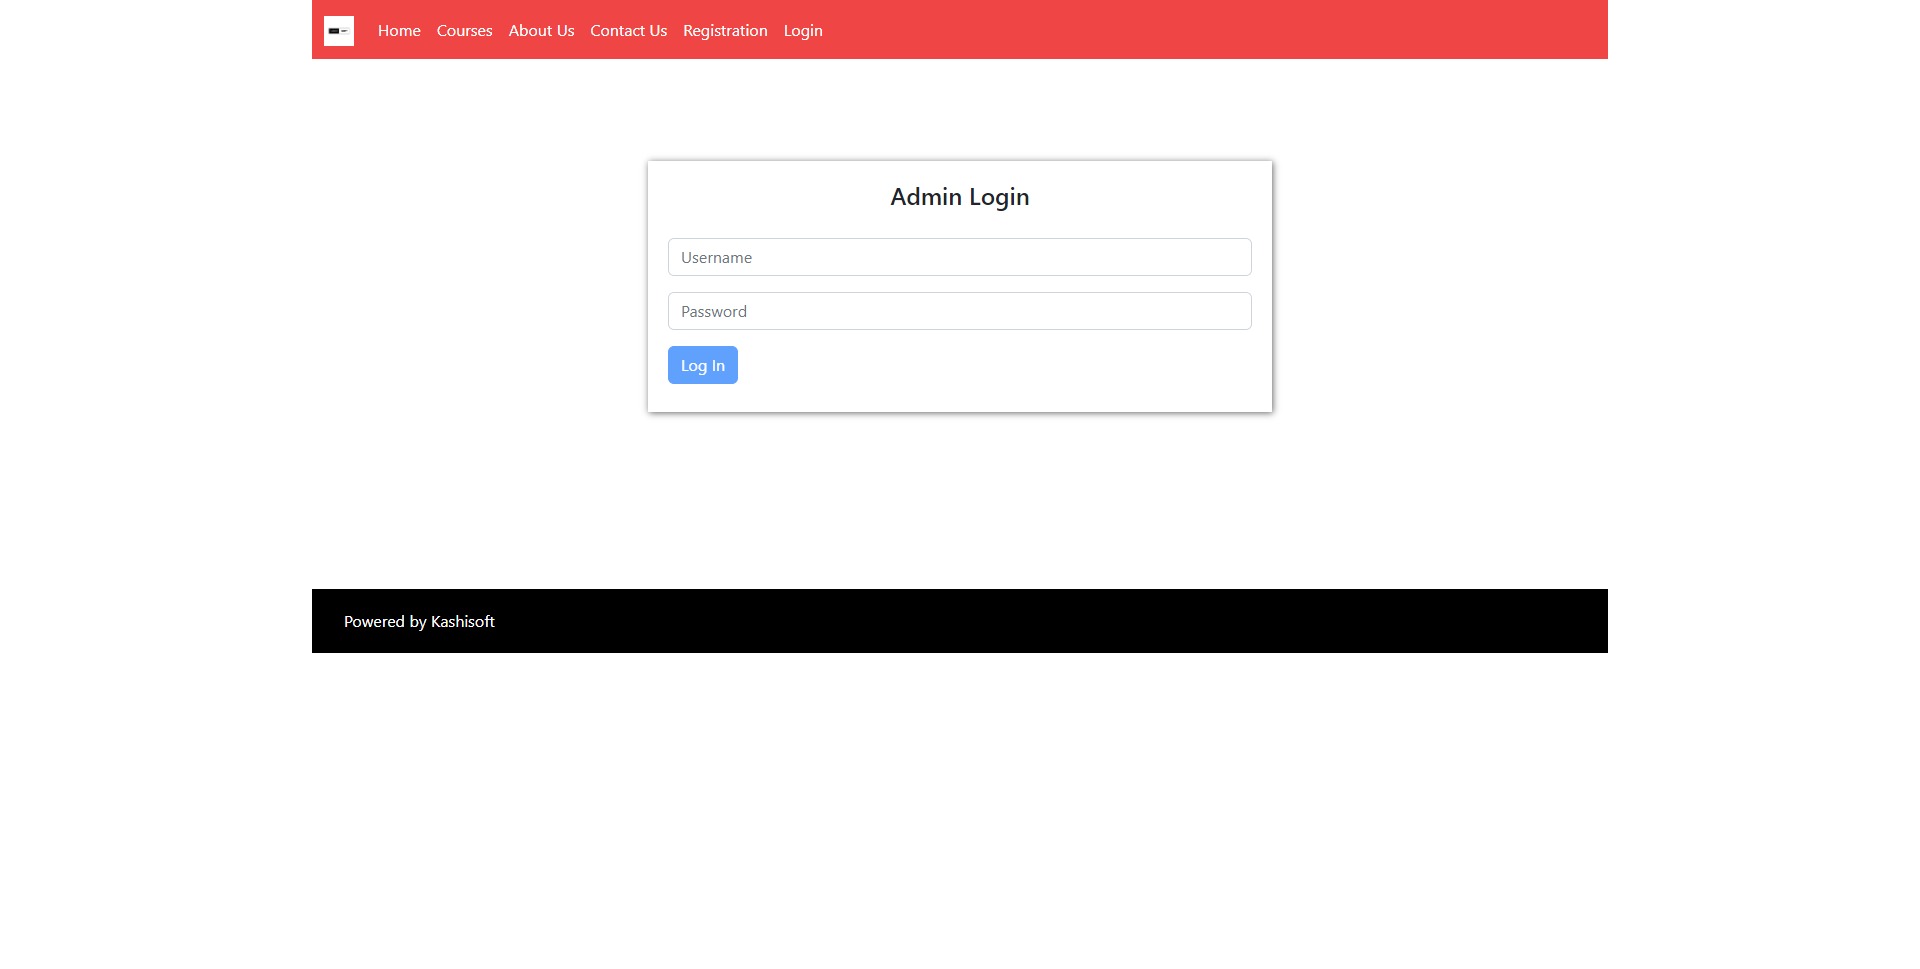 Home Courses About Us Contact Us Registration Login
Admin Login
Username
Password
Log In
Powered by Kashisoft